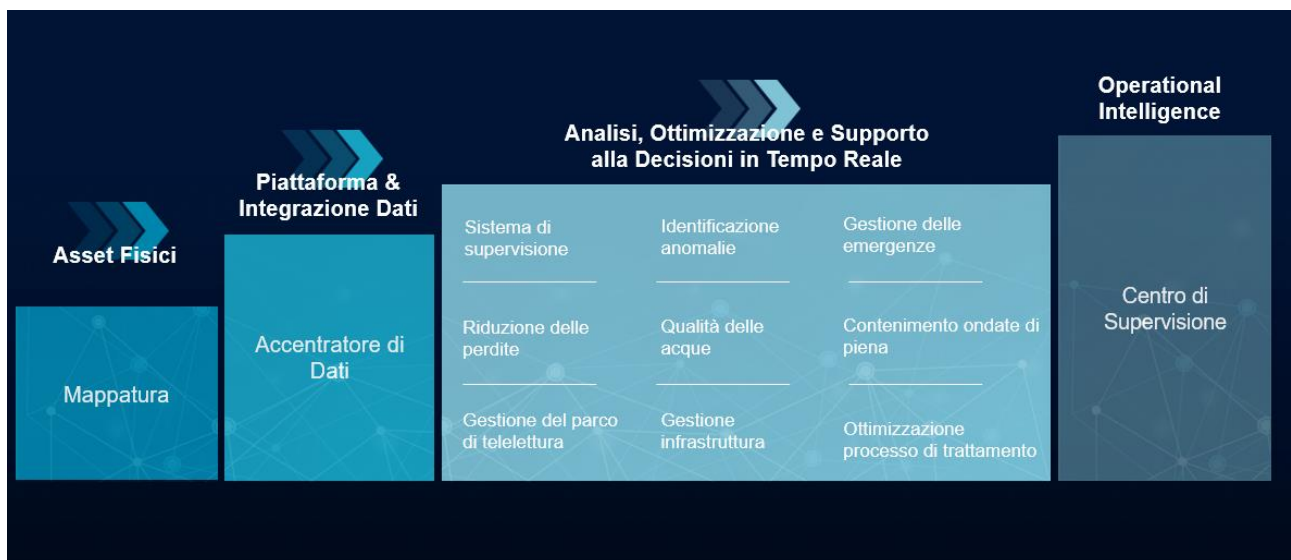 Asset Fisici
Mappatura
Piattaforma &
Integrazione Dati
Accentratore di
Dati
Analisi, Ottimizzazione e Supporto
alla Decisioni in Tempo Reale
Sistema di
supervisione
Identificazione
anomalie
Gestione delle
emergenze
Riduzione delle
perdite
Qualità delle
acque
Contenimento ondate di
piena
Gestione del parco
di telelettura
Gestione
infrastruttura
Ottimizzazione
processo di trattamento
Operational
Intelligence
Centro di
Supervisione